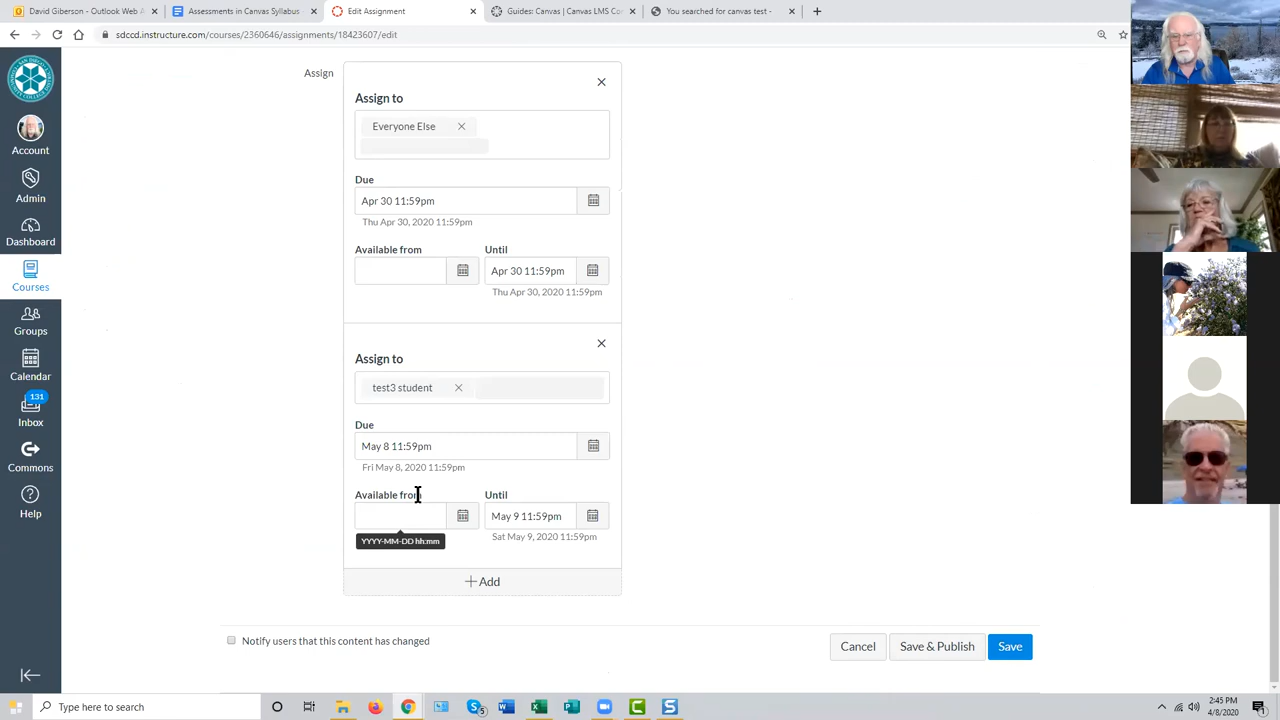 David Giberson - Outlook Web A
Assessments in Canvas Syllabus
Edit Assignment
Guides: Canvas | Canvas LMS Co
You searched for canvas test -
sdccd.instructure.com/courses/2360646/assignments/18423607/edit
Account
Admin
Dashboard
Courses
Groups
Calendar
131
Inbox
Commons
Help
Assign
Assign to
Everyone Else
Due
Apr 30 11:59pm
Thu Apr 30, 2020 11:59pm
Available from
Until
Apr 30 11:59pm
Thu Apr 30, 2020 11:59pm
Assign to
test3 student
Due
May 8 11:59pm
Fri May 8, 2020 11:59pm
Available from
Until
May 9 11:59pm
YYYY-MM-DD hh:mm
Sat May 9, 2020 11:59pm
Add
Notify users that this content has changed
Cancel
Save & Publish
Save
Type here to search
5
2:45 PM
4/8/2020
1